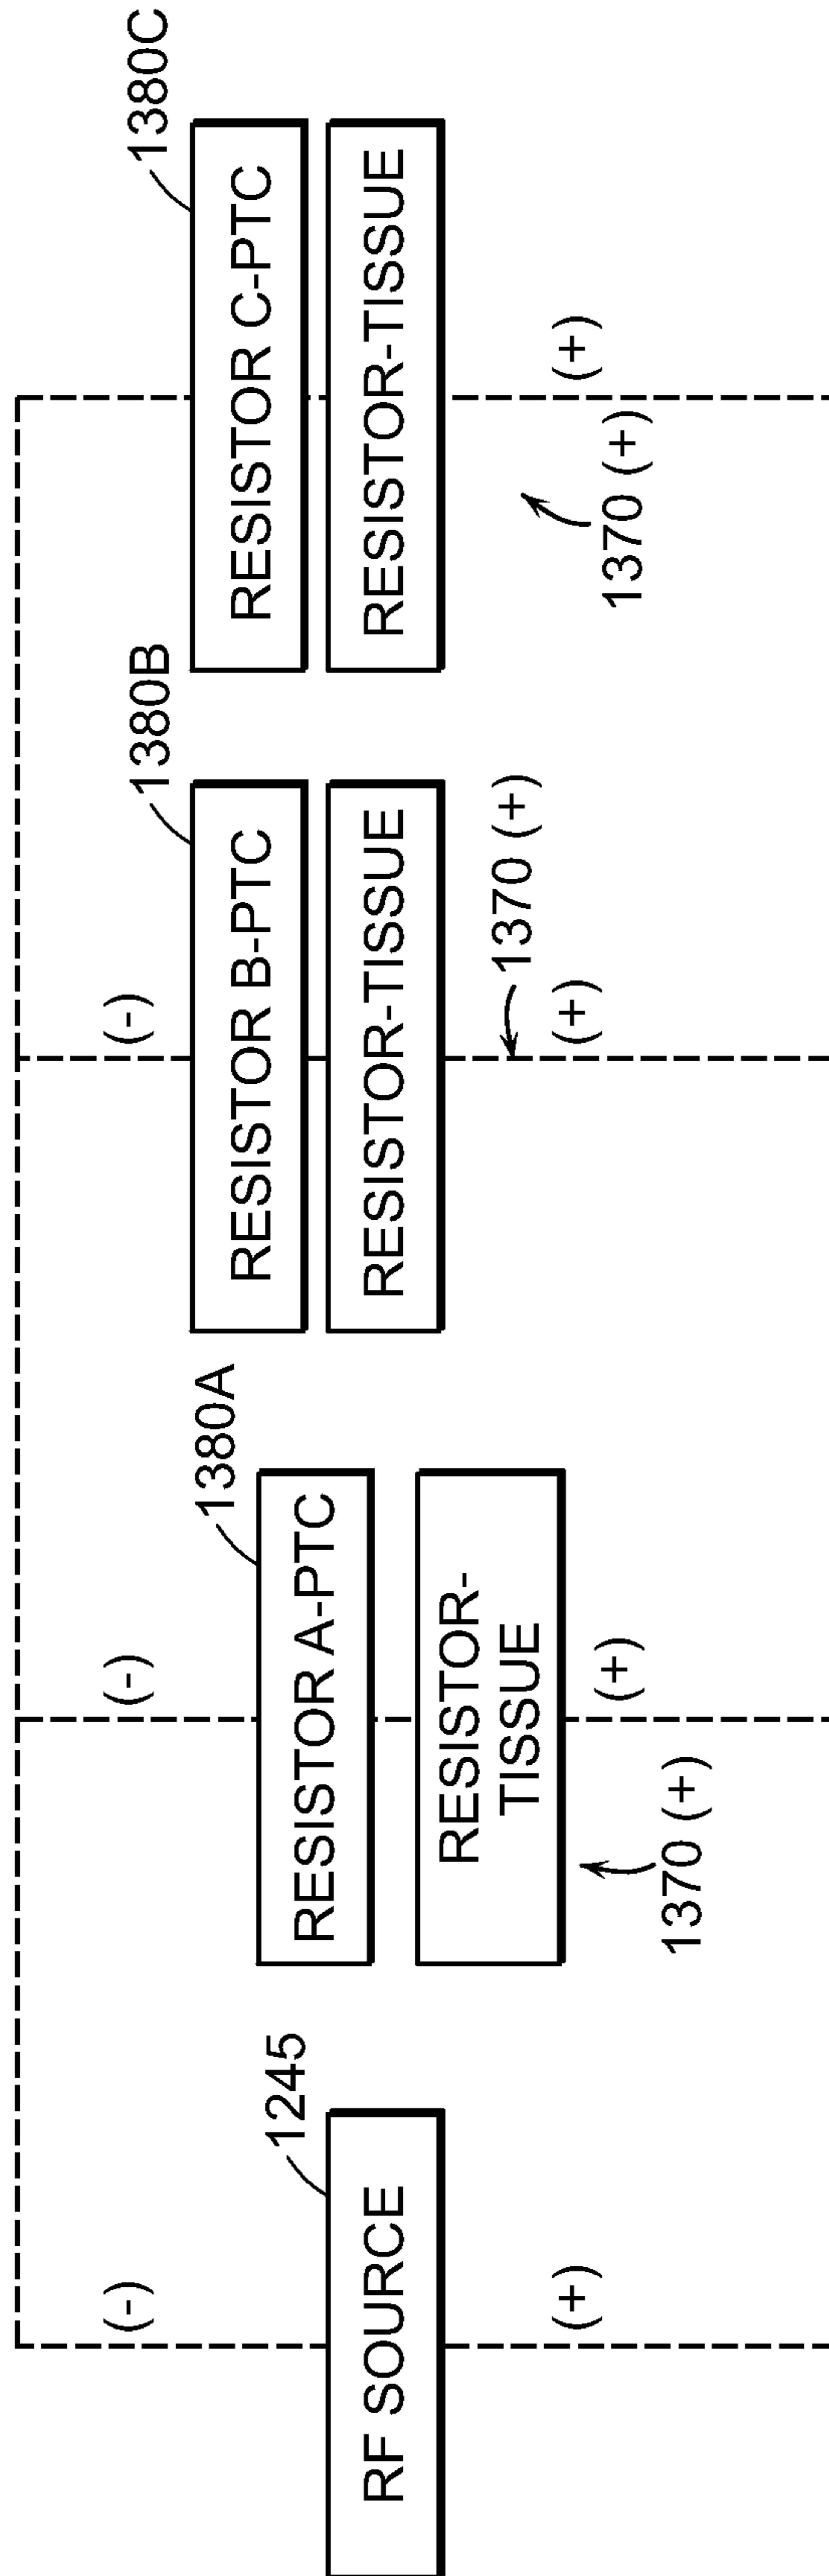 1245
RF SOURCE
(-)
(+)
1380A
RESISTOR A-PTC
RESISTOR-
TISSUE
(-)
(+)
1370 (+)
1380B
RESISTOR B-PTC
RESISTOR-TISSUE
(-)
(+)
1370 (+)
1380C
RESISTOR C-PTC
RESISTOR-TISSUE
(+)
1370 (+)